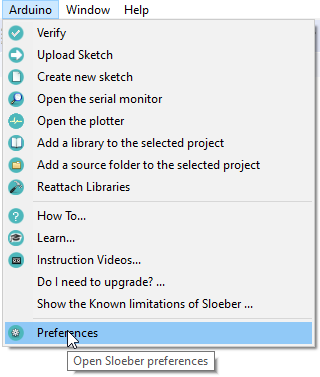 Arduino Window Help
Verify
Upload Sketch
Create new sketch
Open the serial monitor
Open the plotter
Add a library to the selected project
Add a source folder to the selected project
Reattach Libraries
How To...
Learn...
Instruction Videos...
Do I need to upgrade? ...
Show the Known limitations of Sloeber ...
Preferences
Open Sloeber preferences